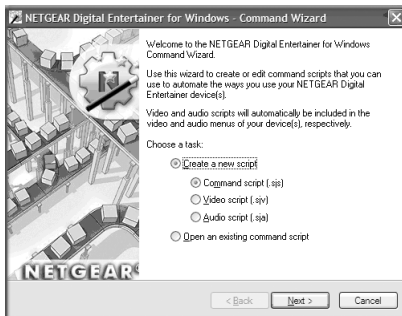 NETGEAR Digital Entertainer for Windows - Command Wizard
Welcome to the NETGEAR Digital Entertainer for Windows
Command Wizard.
Use this wizard to create or edit command scripts that you can
use to automate the ways you use your NETGEAR Digital
Entertainer device(s).
Video and audio scripts will automatically be included in the
video and audio menus of your device(s), respectively.
Choose a task:
Create a new script
Command script (.sjs)
Video script (.sjv)
Audio script (.sja)
Open an existing command script
NETGEAR
< Back
Next >
Cancel